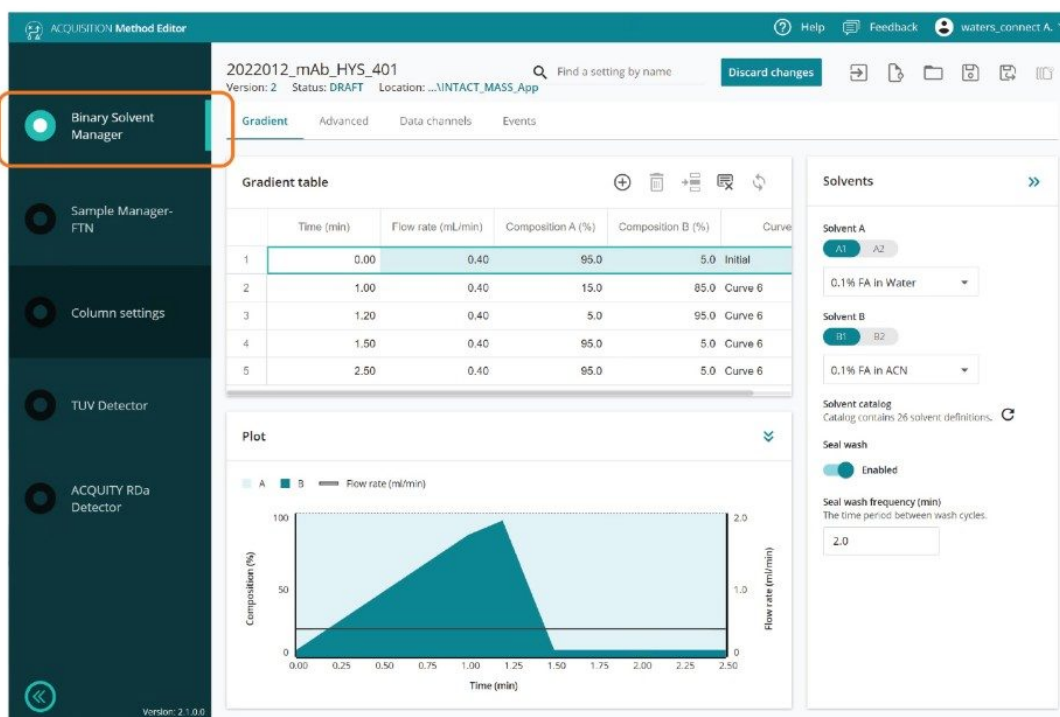 ACQUISITION Method Editor
Help Feedback waters_connect A.
Binary Solvent
Manager
Sample Manager-
FTN
Column settings
TUV Detector
ACQUITY RDa
Detector
Version: 2.1.0.0
2022012_mAb_HYS_401
Version: 2 Status: DRAFT Location: ...\INTACT_MASS_App
Find a setting by name
Discard changes
Gradient Advanced Data channels Events
Gradient table
Time (min) Flow rate (mL/min) Composition A (%) Composition B (%) Curve
1 0.00 0.40 95.0 5.0 Initial
2 1.00 0.40 15.0 85.0 Curve 6
3 1.20 0.40 5.0 95.0 Curve 6
4 1.50 0.40 95.0 5.0 Curve 6
5 2.50 0.40 95.0 5.0 Curve 6
Plot
A B Flow rate (ml/min)
100 2.0
50 1.0
0 0
Composition (%)
Flow rate (ml/min)
0.00 0.25 0.50 0.75 1.00 1.25 1.50 1.75 2.00 2.25 2.50
Time (min)
Solvents
Solvent A
A1 A2
0.1% FA in Water
Solvent B
B1 B2
0.1% FA in ACN
Solvent catalog
Catalog contains 26 solvent definitions.
Seal wash
Enabled
Seal wash frequency (min)
The time period between wash cycles.
2.0